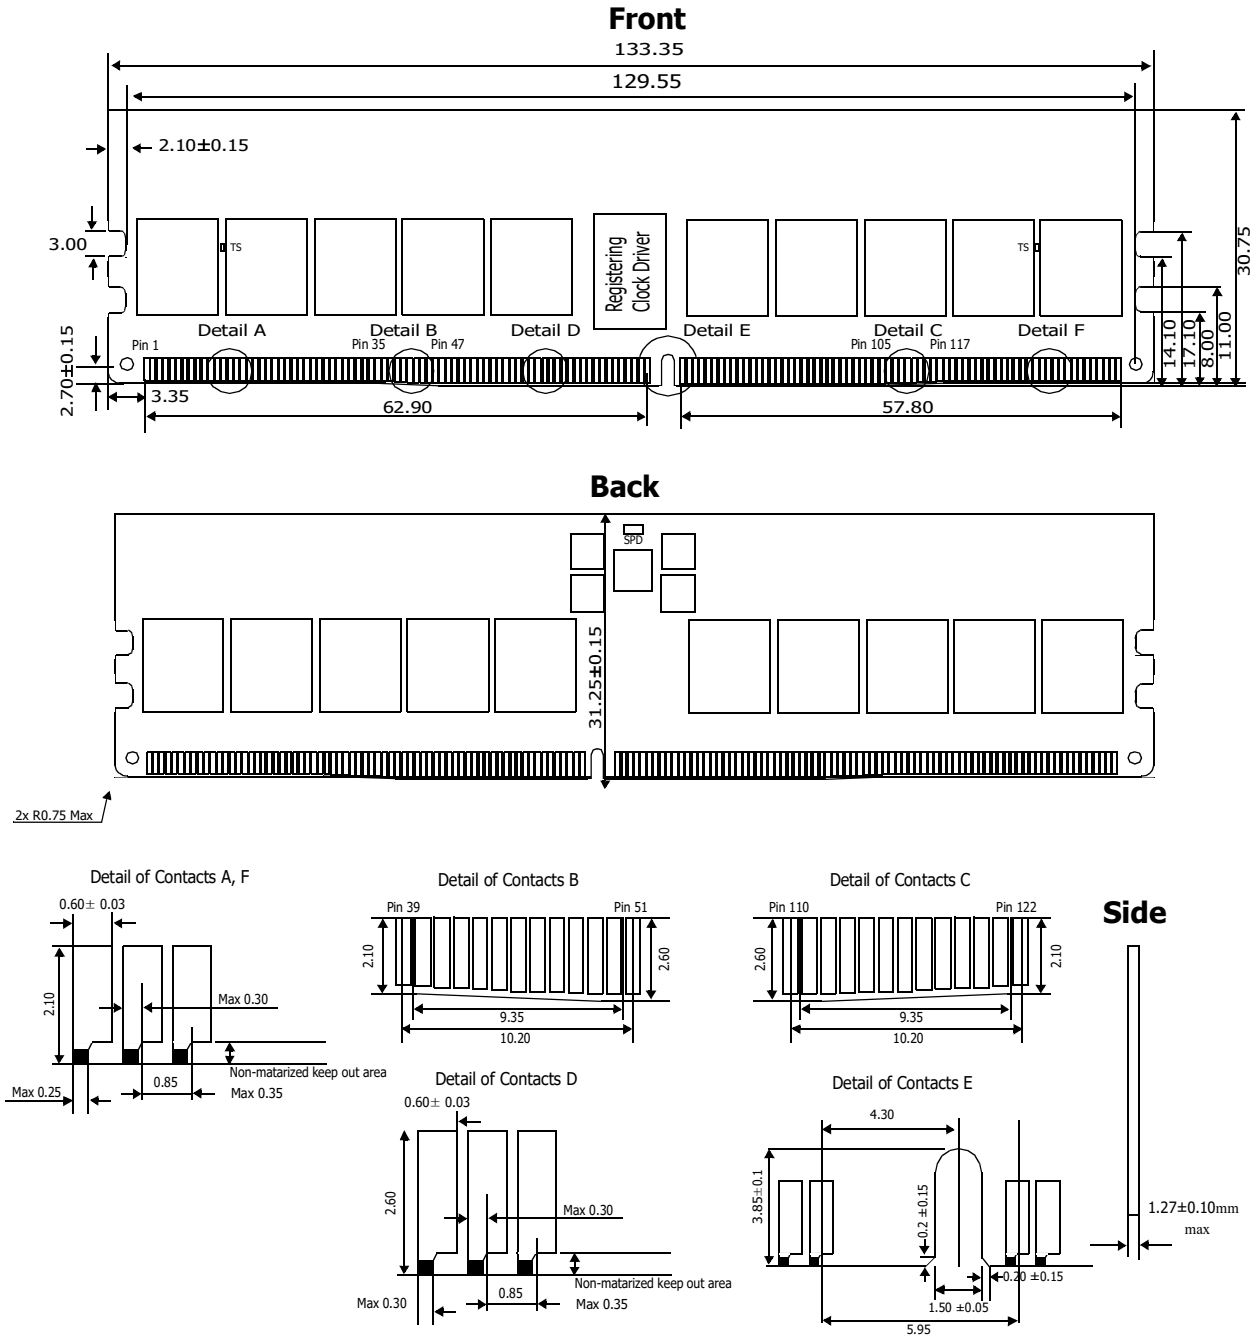 Front
133.35
129.55
2.10±0.15
3.00
TS
TS
Registering
Clock Driver
30.75
14.10
17.10
8.00
11.00
Detail A
Detail B
Detail D
Detail E
Detail C
Detail F
Pin 1
Pin 35
Pin 47
Pin 105
Pin 117
2.70±0.15
3.35
62.90
57.80
Back
SPD
31.25±0.15
2x R0.75 Max
Detail of Contacts A, F
0.60± 0.03
2.10
Max 0.30
Non-matarized keep out area
Max 0.25
0.85
Max 0.35
Detail of Contacts B
Pin 39
Pin 51
2.10
2.60
9.35
10.20
Detail of Contacts C
Pin 110
Pin 122
2.60
2.10
9.35
10.20
Side
1.27±0.10mm
max
Detail of Contacts D
0.60± 0.03
2.60
Max 0.30
Non-matarized keep out area
Max 0.30
0.85
Max 0.35
Detail of Contacts E
4.30
3.85±0.1
0.2 ±0.15
0.20 ±0.15
1.50 ±0.05
5.95